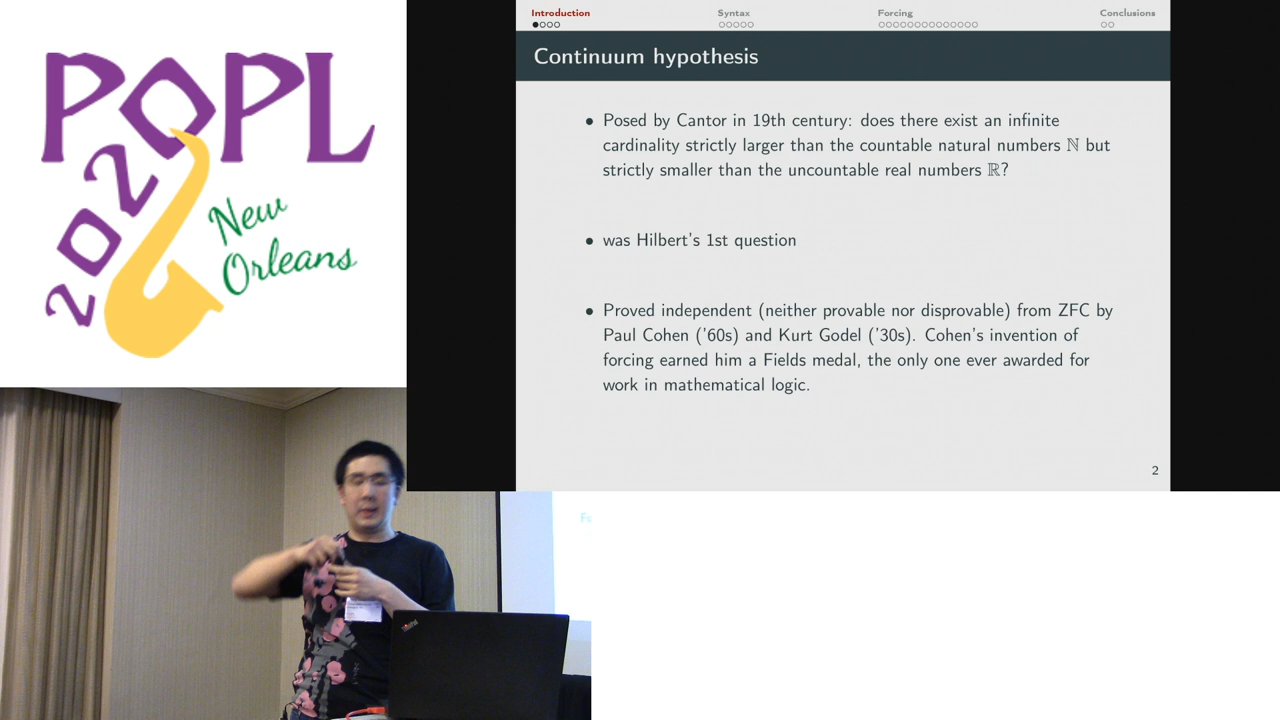 POPL
2020
New
Orleans
Introduction
Syntax
Forcing
Conclusions
Continuum hypothesis
• Posed by Cantor in 19th century: does there exist an infinite
cardinality strictly larger than the countable natural numbers ℕ but
strictly smaller than the uncountable real numbers ℝ?
• was Hilbert's 1st question
• Proved independent (neither provable nor disprovable) from ZFC by
Paul Cohen ('60s) and Kurt Godel ('30s). Cohen's invention of
forcing earned him a Fields medal, the only one ever awarded for
work in mathematical logic.
2
ThinkPad